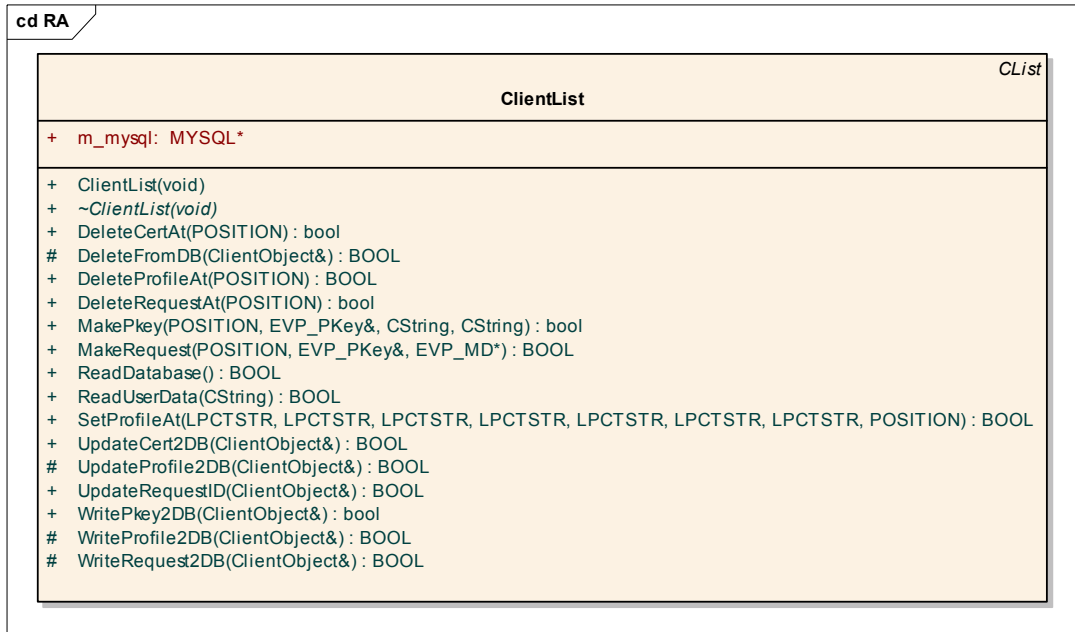 cd RA
CList
ClientList
+ m_mysql: MYSQL*
+ ClientList(void)
+ ~ClientList(void)
+ DeleteCertAt(POSITION) : bool
# DeleteFromDB(ClientObject&) : BOOL
+ DeleteProfileAt(POSITION) : BOOL
+ DeleteRequestAt(POSITION) : bool
+ MakePkey(POSITION, EVP_PKey&, CString, CString) : bool
+ MakeRequest(POSITION, EVP_PKey&, EVP_MD*) : BOOL
+ ReadDatabase() : BOOL
+ ReadUserData(CString) : BOOL
+ SetProfileAt(LPCTSTR, LPCTSTR, LPCTSTR, LPCTSTR, LPCTSTR, LPCTSTR, LPCTSTR, POSITION) : BOOL
+ UpdateCert2DB(ClientObject&) : BOOL
# UpdateProfile2DB(ClientObject&) : BOOL
+ UpdateRequestID(ClientObject&) : BOOL
+ WritePkey2DB(ClientObject&) : bool
# WriteProfile2DB(ClientObject&) : BOOL
# WriteRequest2DB(ClientObject&) : BOOL